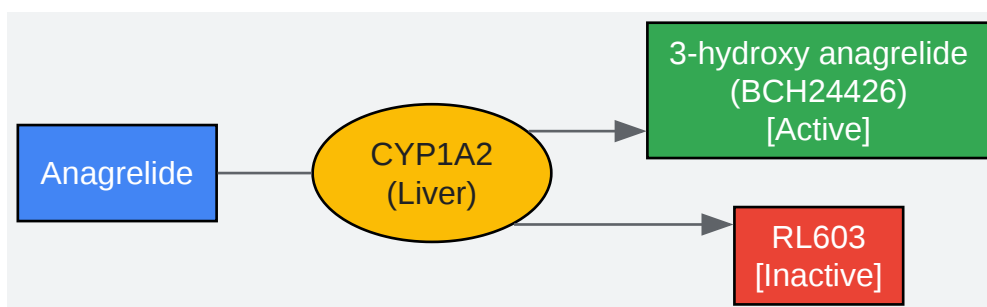 Anagrelide
CYP1A2
(Liver)
3-hydroxy anagrelide
(BCH24426)
[Active]
RL603
[Inactive]